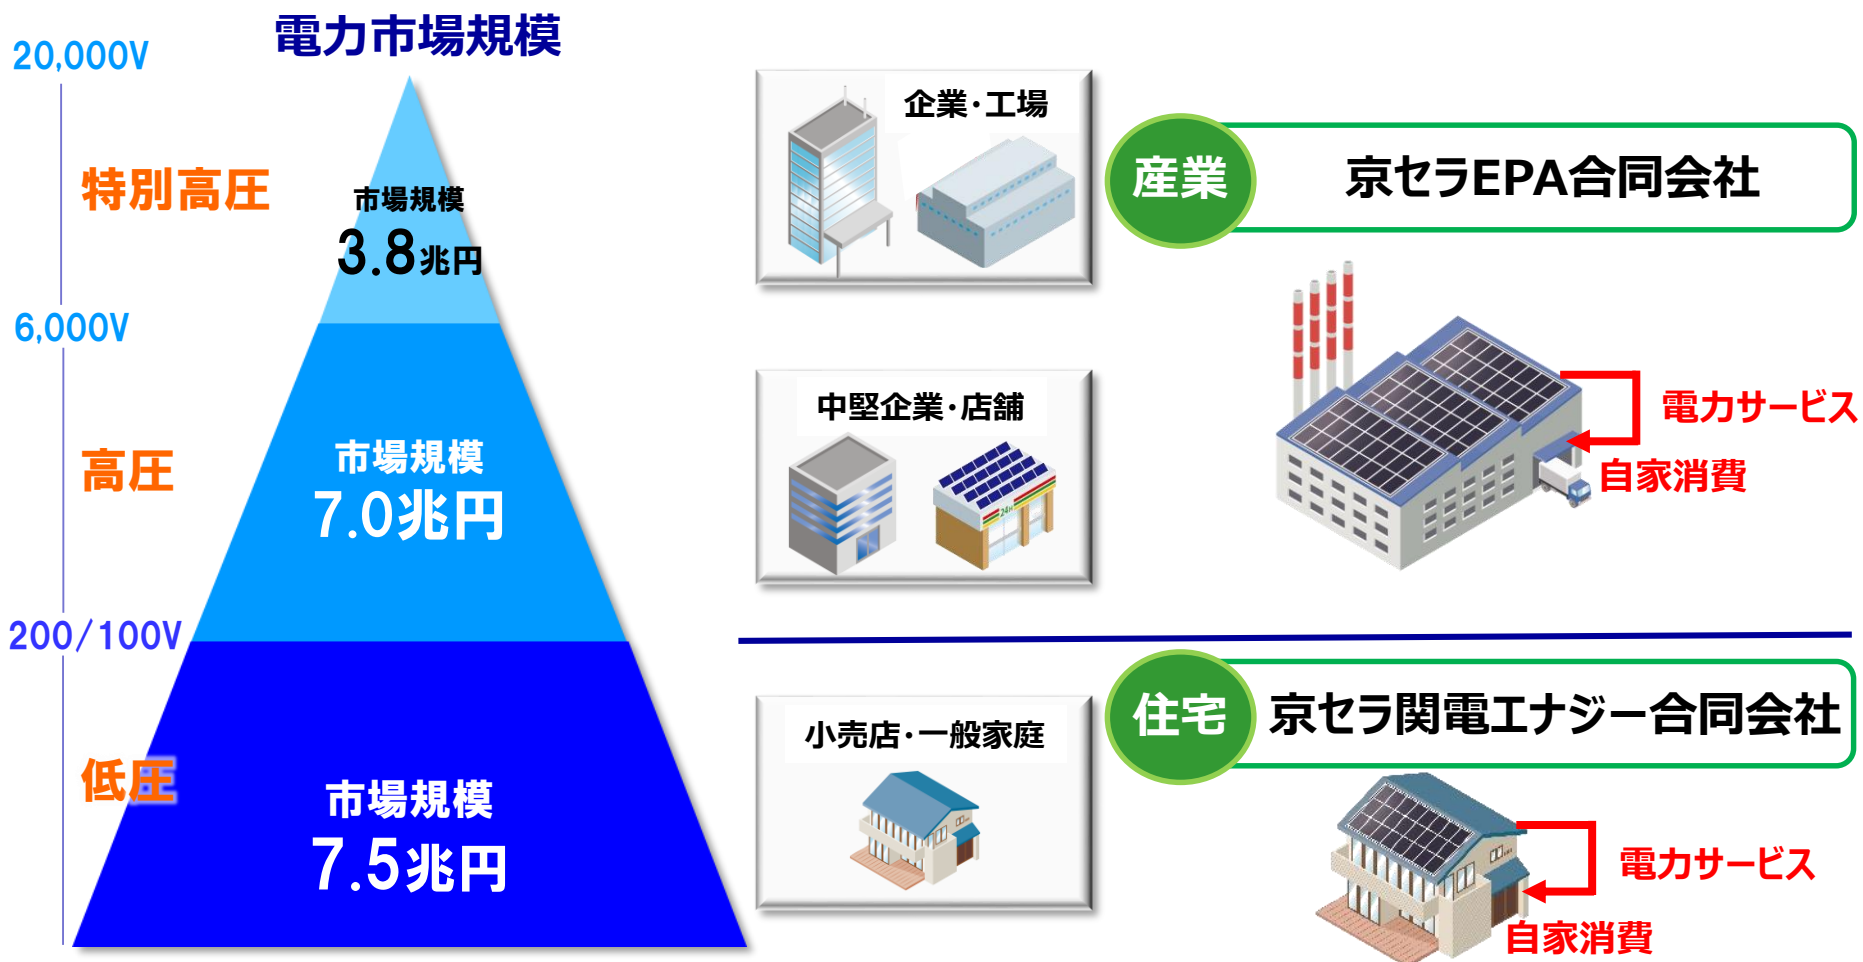 電力市場規模
20,000V
特別高圧
市場規模
3.8兆円
6,000V
高圧
市場規模
7.0兆円
200/100V
低圧
市場規模
7.5兆円
企業・工場
産業
京セラEPA合同会社
電力サービス
自家消費
中堅企業・店舗
24H
小売店・一般家庭
住宅
京セラ関電エナジー合同会社
電力サービス
自家消費